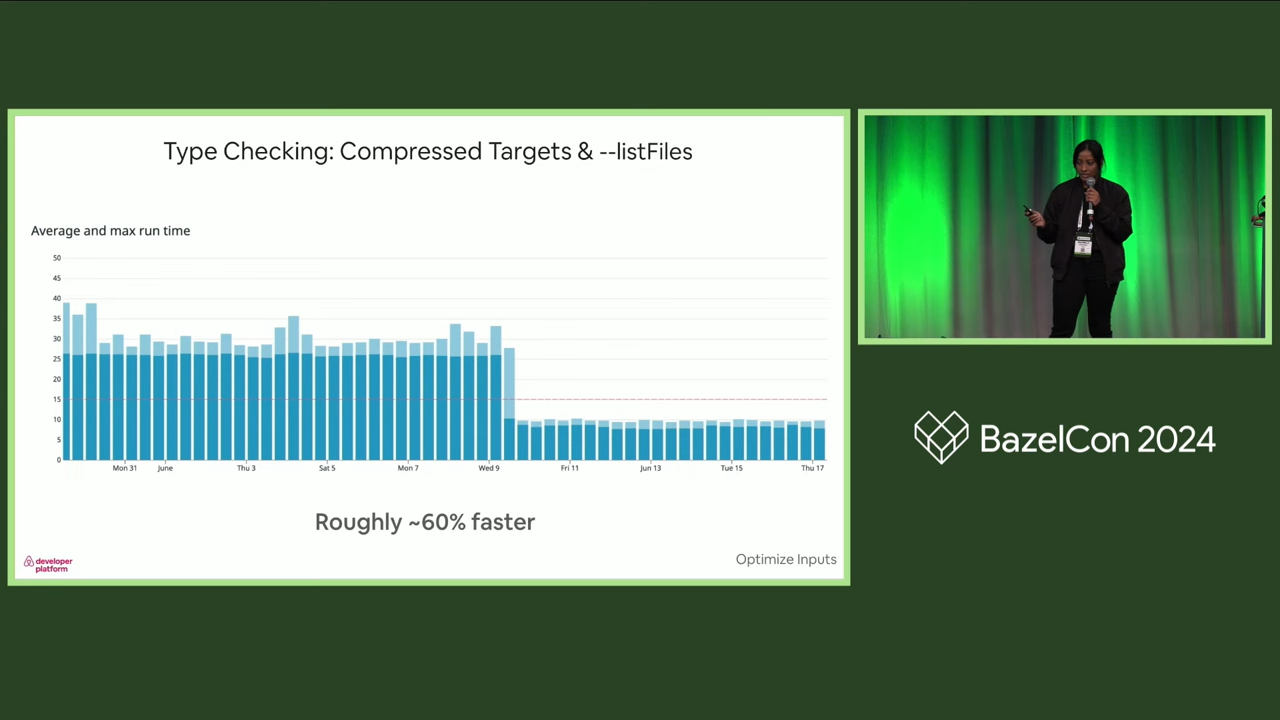 Type Checking: Compressed Targets & --listFiles
Average and max run time
50
45
40
35
30
25
20
15
10
5
0
Mon 31 June Thu 3 Sat 5 Mon 7 Wed 9 Fri 11 Jun 13 Tue 15 Thu 17
Roughly ~60% faster
developer
platform
Optimize Inputs
BazelCon 2024